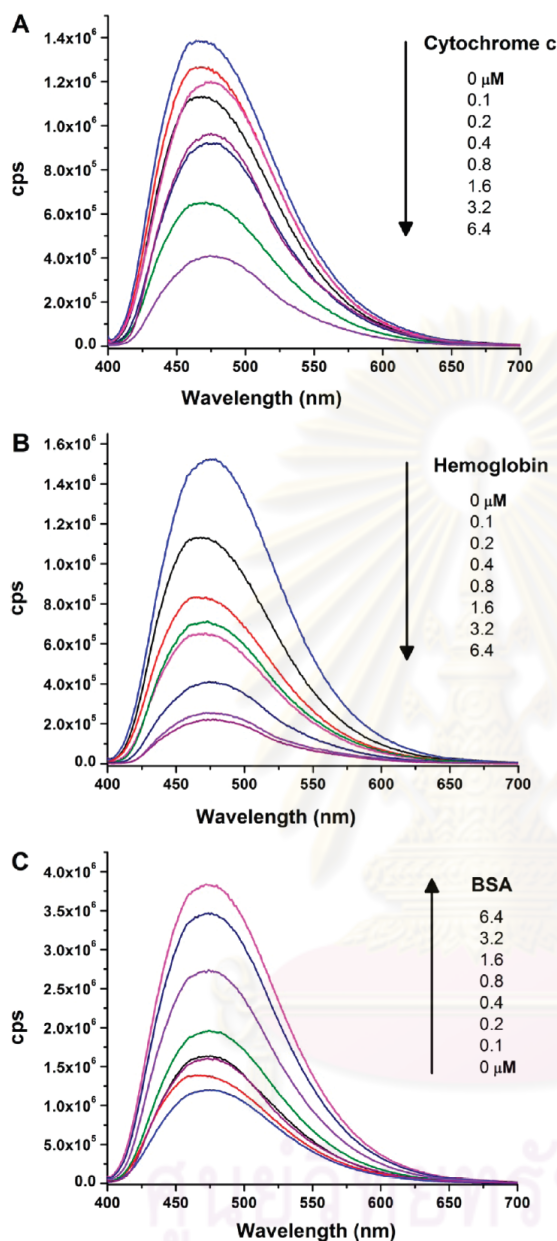 A
Cytochrome c
0 μM
0.1
0.2
0.4
0.8
1.6
3.2
6.4
1.4x10⁶
1.2x10⁶
1.0x10⁶
8.0x10⁵
6.0x10⁵
4.0x10⁵
2.0x10⁵
0.0
cps
400 450 500 550 600 650 700
Wavelength (nm)
B
Hemoglobin
0 μM
0.1
0.2
0.4
0.8
1.6
3.2
6.4
1.6x10⁶
1.4x10⁶
1.2x10⁶
1.0x10⁶
8.0x10⁵
6.0x10⁵
4.0x10⁵
2.0x10⁵
0.0
cps
400 450 500 550 600 650 700
Wavelength (nm)
C
BSA
6.4
3.2
1.6
0.8
0.4
0.2
0.1
0 μM
4.0x10⁶
3.5x10⁶
3.0x10⁶
2.5x10⁶
2.0x10⁶
1.5x10⁶
1.0x10⁶
5.0x10⁵
0.0
cps
400 450 500 550 600 650 700
Wavelength (nm)